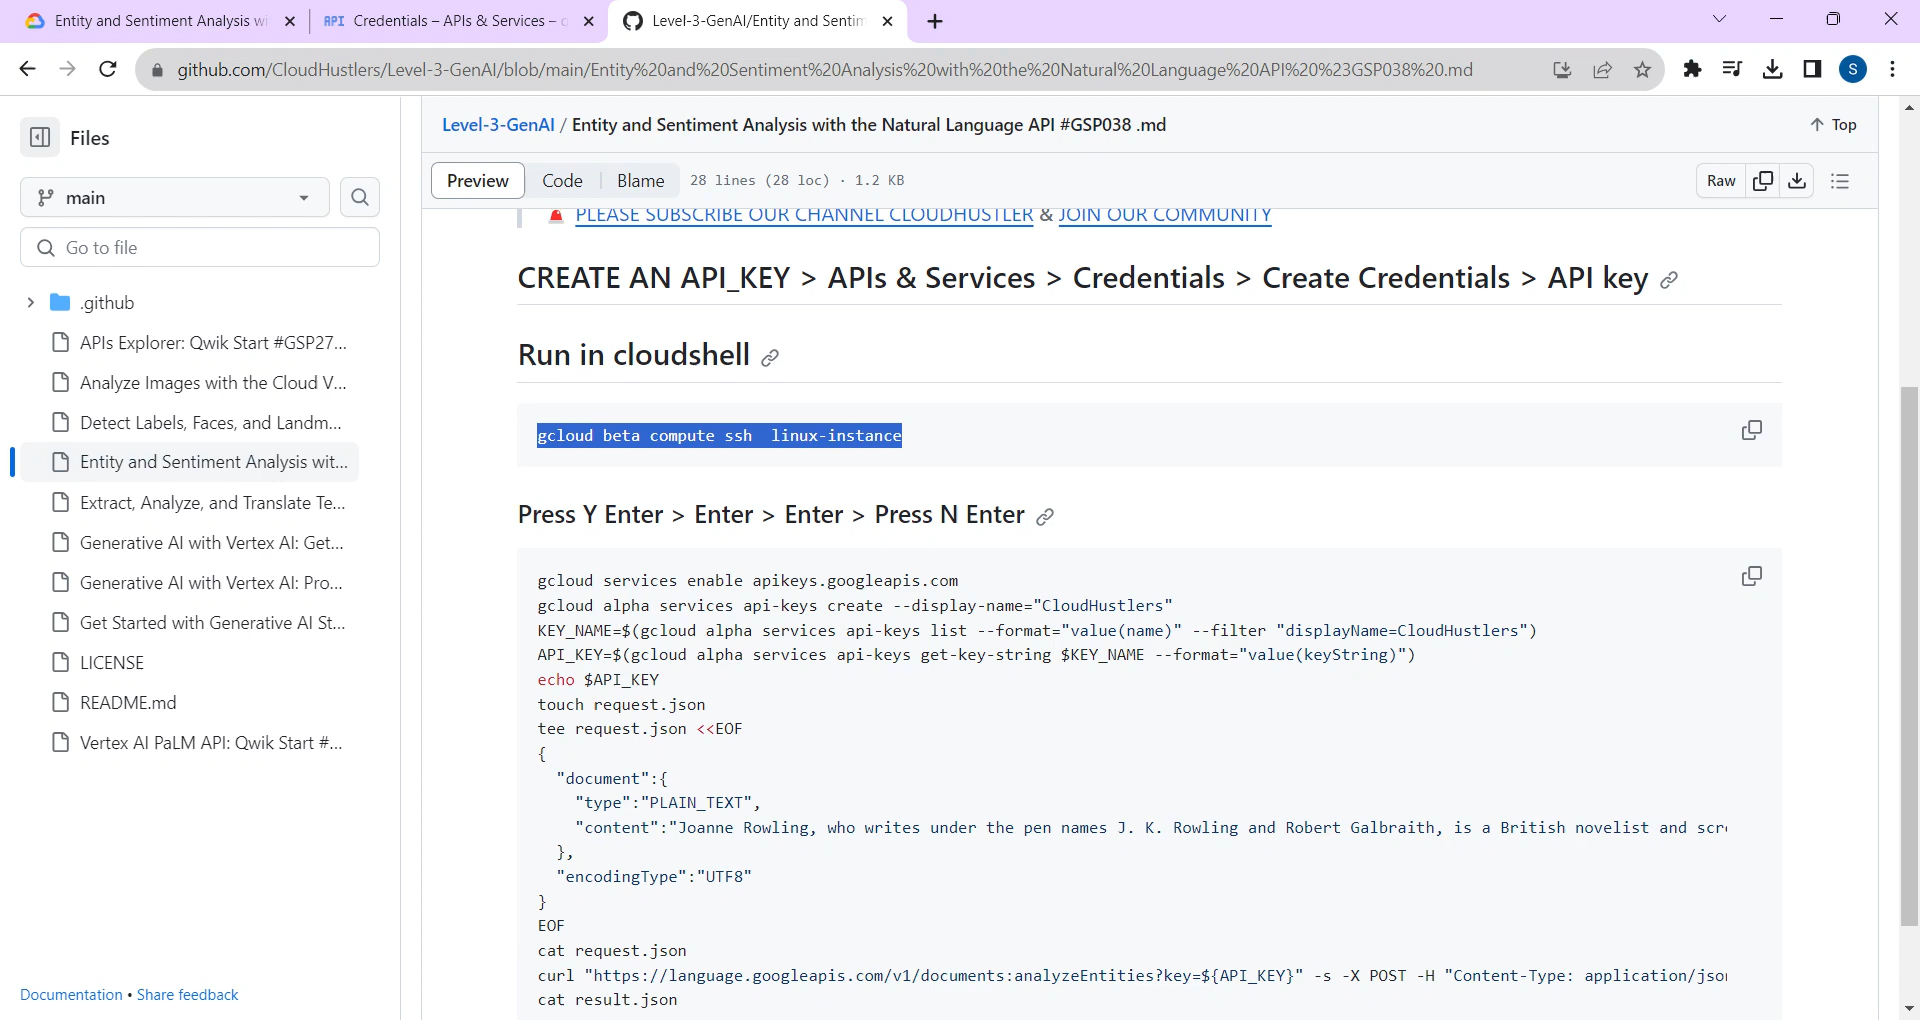 Entity and Sentiment Analysis wi
API Credentials – APIs & Services –
Level-3-GenAI/Entity and Sentim
github.com/CloudHustlers/Level-3-GenAI/blob/main/Entity%20and%20Sentiment%20Analysis%20with%20the%20Natural%20Language%20API%20%23GSP038%20.md
S
Files
main
Go to file
.github
APIs Explorer: Qwik Start #GSP27...
Analyze Images with the Cloud V...
Detect Labels, Faces, and Landm...
Entity and Sentiment Analysis wit...
Extract, Analyze, and Translate Te...
Generative AI with Vertex AI: Get...
Generative AI with Vertex AI: Pro...
Get Started with Generative AI St...
LICENSE
README.md
Vertex AI PaLM API: Qwik Start #...
Documentation • Share feedback
Level-3-GenAI / Entity and Sentiment Analysis with the Natural Language API #GSP038 .md
Top
Preview
Code
Blame
28 lines (28 loc) · 1.2 KB
Raw
PLEASE SUBSCRIBE OUR CHANNEL CLOUDHUSTLER & JOIN OUR COMMUNITY
CREATE AN API_KEY > APIs & Services > Credentials > Create Credentials > API key
Run in cloudshell
gcloud beta compute ssh  linux-instance
Press Y Enter > Enter > Enter > Press N Enter
gcloud services enable apikeys.googleapis.com
gcloud alpha services api-keys create --display-name="CloudHustlers"
KEY_NAME=$(gcloud alpha services api-keys list --format="value(name)" --filter "displayName=CloudHustlers")
API_KEY=$(gcloud alpha services api-keys get-key-string $KEY_NAME --format="value(keyString)")
echo $API_KEY
touch request.json
tee request.json <<EOF
{
"document":{
"type":"PLAIN_TEXT",
"content":"Joanne Rowling, who writes under the pen names J. K. Rowling and Robert Galbraith, is a British novelist and scr
},
"encodingType":"UTF8"
}
EOF
cat request.json
curl "https://language.googleapis.com/v1/documents:analyzeEntities?key=${API_KEY}" -s -X POST -H "Content-Type: application/jso
cat result.json